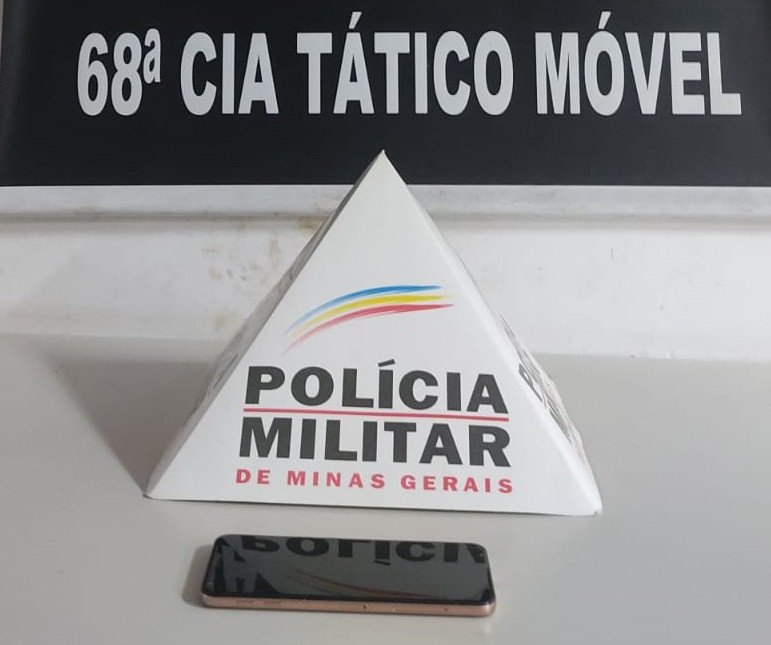 68ª CIA TÁTICO MÓVEL
POLÍCIA
MILITAR
DE MINAS GERAIS